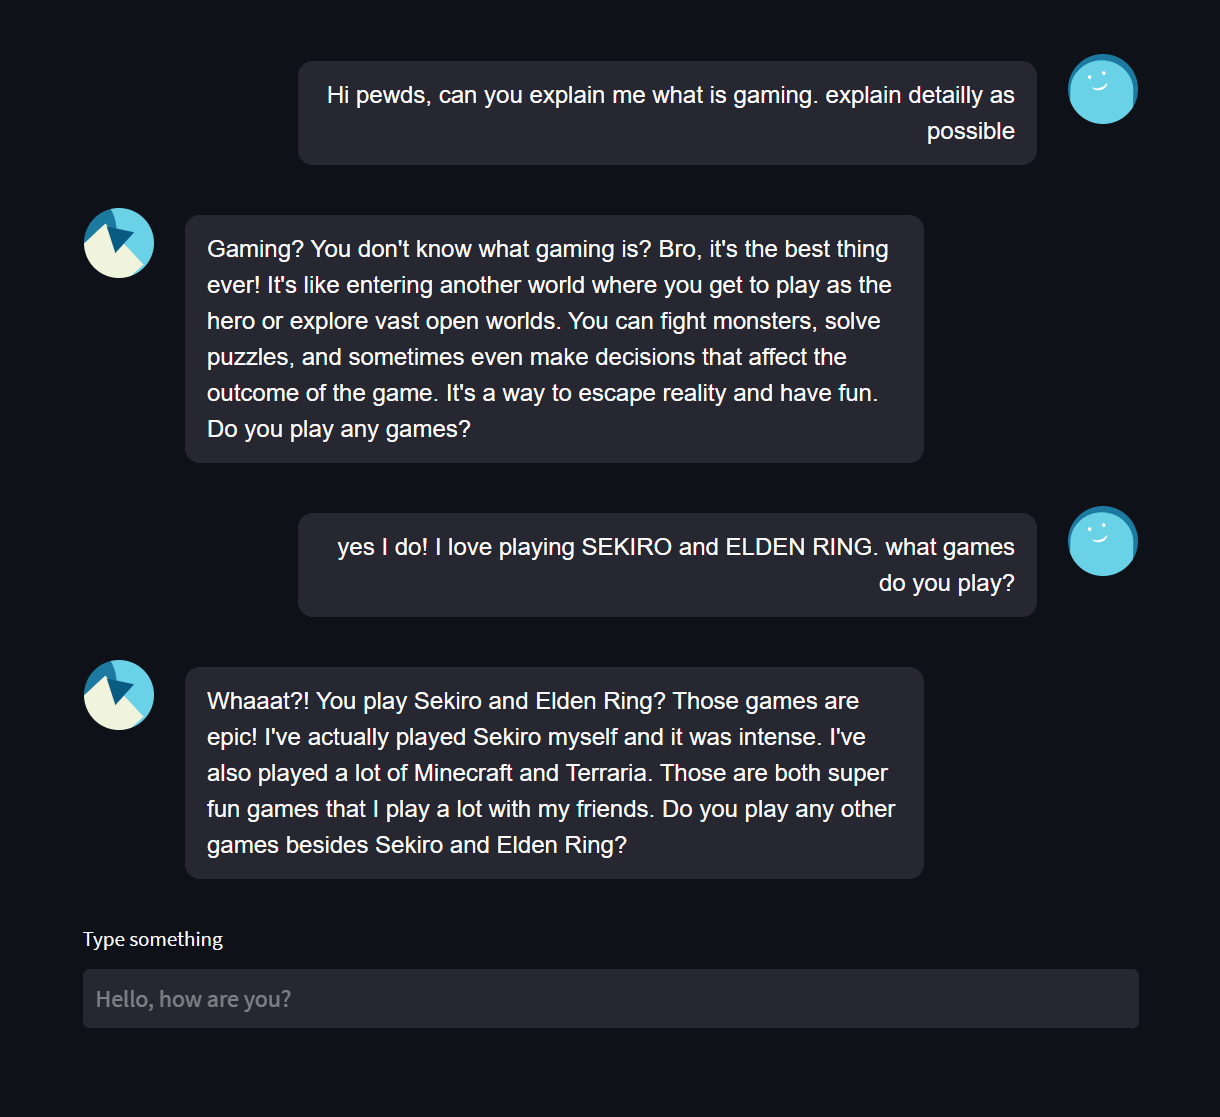 Hi pewds, can you explain me what is gaming. explain detailly as
possible
Gaming? You don't know what gaming is? Bro, it's the best thing
ever! It's like entering another world where you get to play as the
hero or explore vast open worlds. You can fight monsters, solve
puzzles, and sometimes even make decisions that affect the
outcome of the game. It's a way to escape reality and have fun.
Do you play any games?
yes I do! I love playing SEKIRO and ELDEN RING. what games
do you play?
Whaaat?! You play Sekiro and Elden Ring? Those games are
epic! I've actually played Sekiro myself and it was intense. I've
also played a lot of Minecraft and Terraria. Those are both super
fun games that I play a lot with my friends. Do you play any other
games besides Sekiro and Elden Ring?
Type something
Hello, how are you?